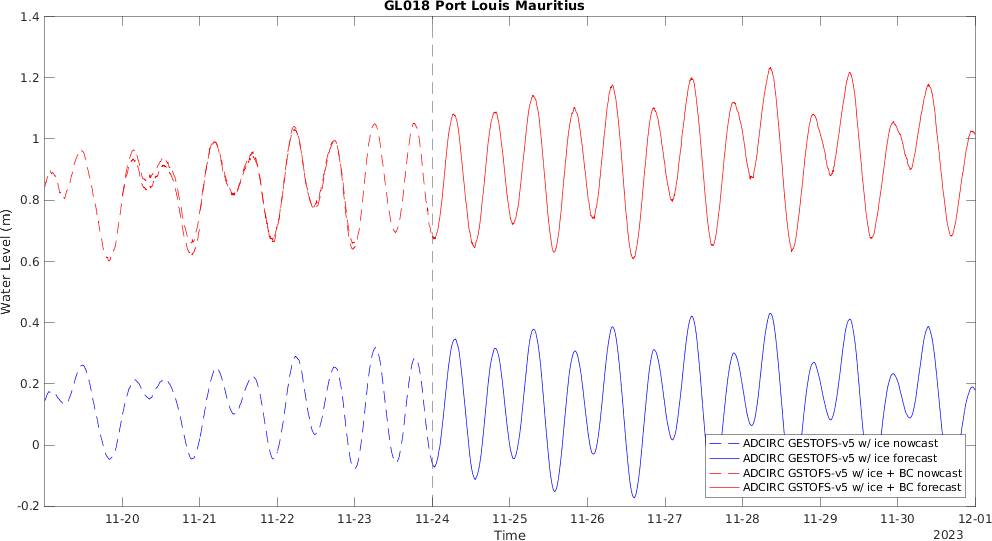 GL018 Port Louis Mauritius
Water Level (m)
1.4
1.2
1
0.8
0.6
0.4
0.2
0
-0.2
ADCIRC GESTOFS-v5 w/ ice nowcast
ADCIRC GESTOFS-v5 w/ ice forecast
ADCIRC GSTOFS-v5 w/ ice + BC nowcast
ADCIRC GSTOFS-v5 w/ ice + BC forecast
11-20 11-21 11-22 11-23 11-24 11-25 11-26 11-27 11-28 11-29 11-30 12-01
Time
2023